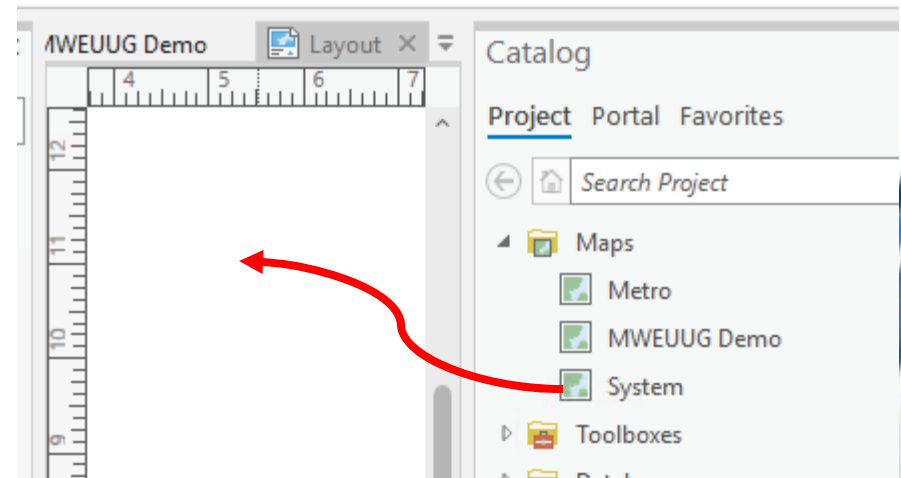 MWEUUG Demo
Layout
4 5 6 7
12
11
10
9
Catalog
Project Portal Favorites
Search Project
Maps
Metro
MWEUUG Demo
System
Toolboxes